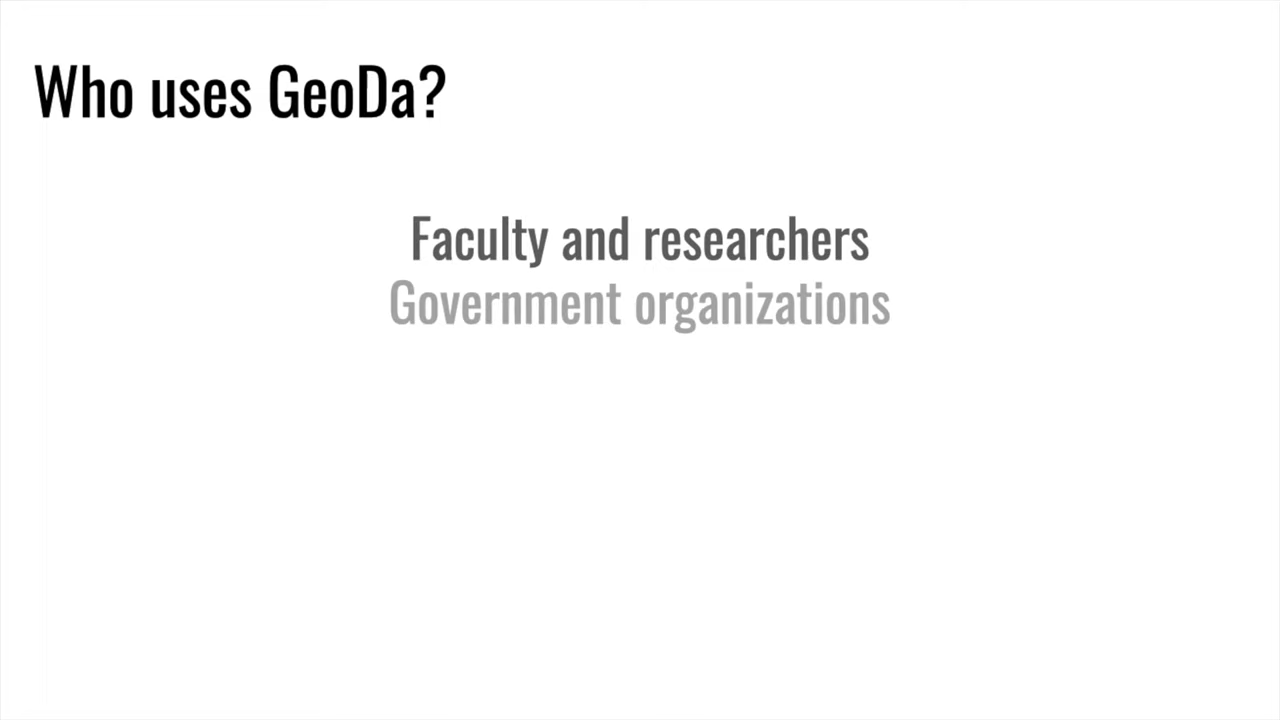 Who uses GeoDa?
Faculty and researchers
Government organizations